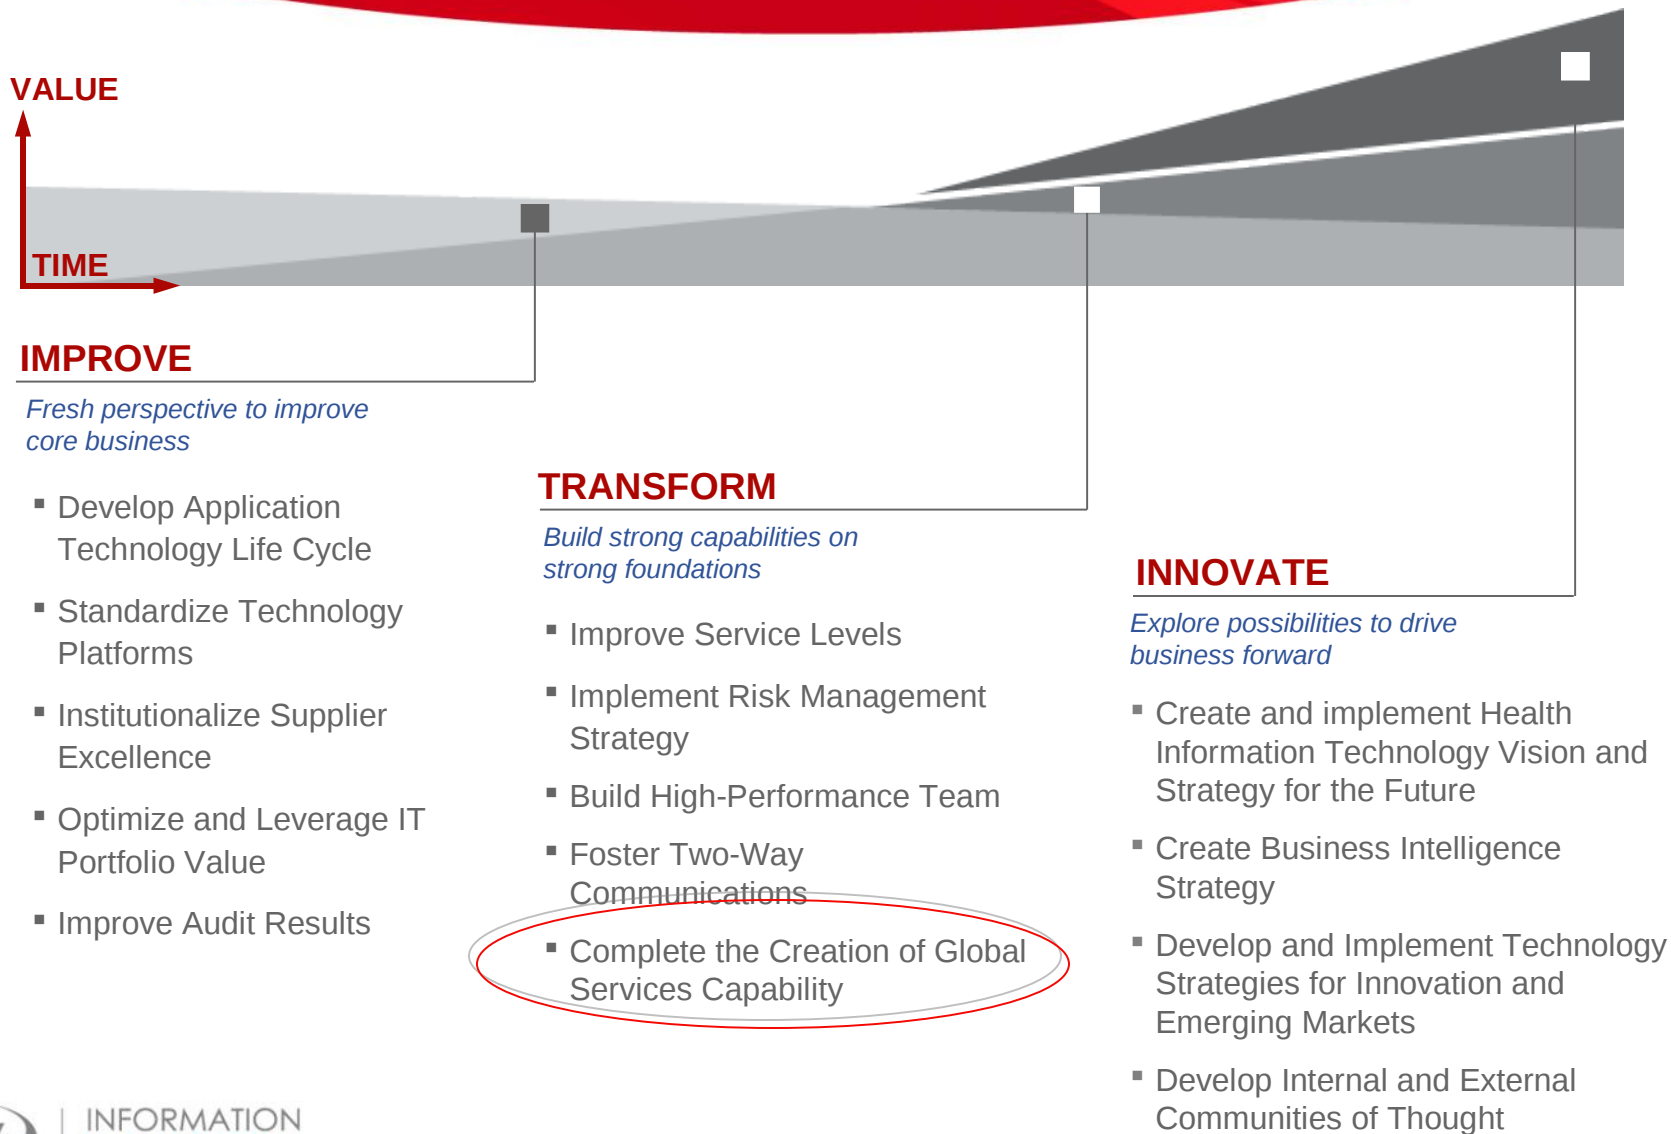 VALUE
TIME
IMPROVE
Fresh perspective to improve
core business
▪ Develop Application
Technology Life Cycle
▪ Standardize Technology
Platforms
▪ Institutionalize Supplier
Excellence
▪ Optimize and Leverage IT
Portfolio Value
▪ Improve Audit Results
TRANSFORM
Build strong capabilities on
strong foundations
▪ Improve Service Levels
▪ Implement Risk Management
Strategy
▪ Build High-Performance Team
▪ Foster Two-Way
Communications
▪ Complete the Creation of Global
Services Capability
INNOVATE
Explore possibilities to drive
business forward
▪ Create and implement Health
Information Technology Vision and
Strategy for the Future
▪ Create Business Intelligence
Strategy
▪ Develop and Implement Technology
Strategies for Innovation and
Emerging Markets
▪ Develop Internal and External
Communities of Thought
INFORMATION